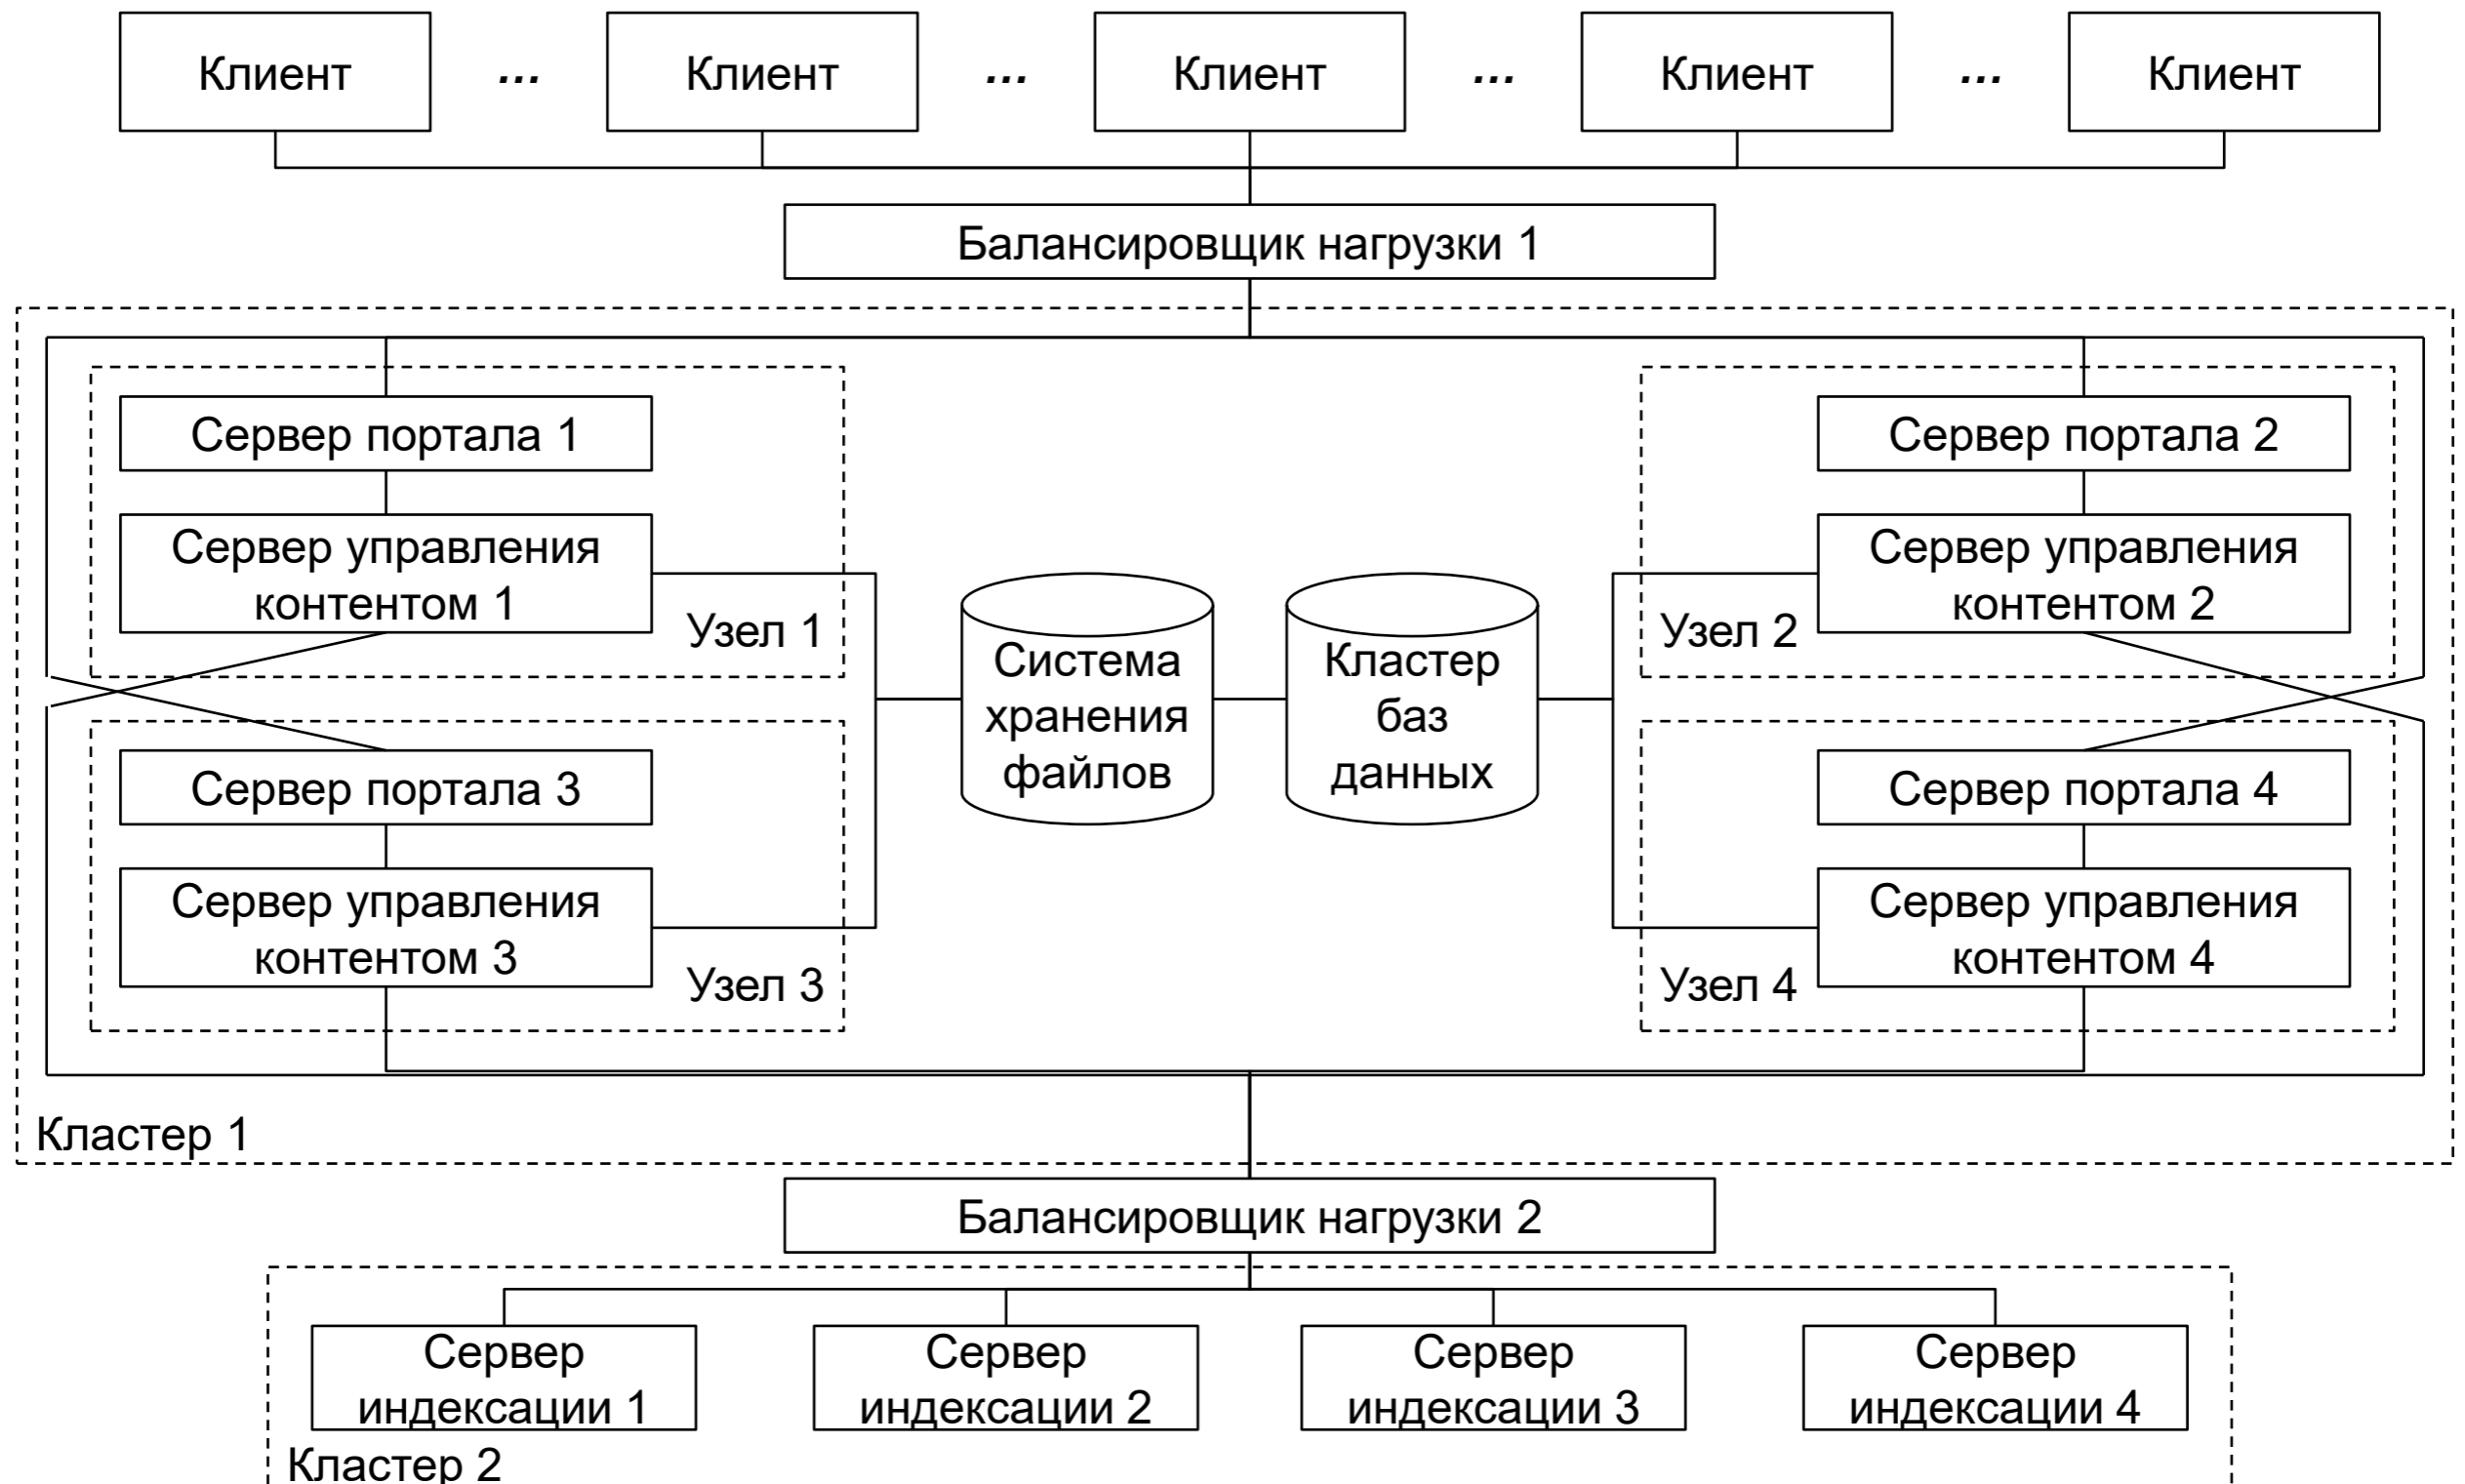 Клиент ... Клиент ... Клиент ... Клиент ... Клиент
Балансировщик нагрузки 1
Сервер портала 1
Сервер управления
контентом 1
Узел 1
Сервер портала 2
Сервер управления
контентом 2
Узел 2
Система
хранения
файлов
Кластер
баз
данных
Сервер портала 3
Сервер управления
контентом 3
Узел 3
Сервер портала 4
Сервер управления
контентом 4
Узел 4
Кластер 1
Балансировщик нагрузки 2
Сервер
индексации 1
Сервер
индексации 2
Сервер
индексации 3
Сервер
индексации 4
Кластер 2